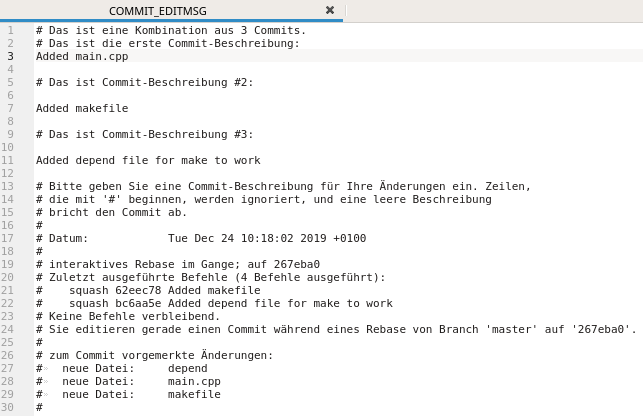 COMMIT_EDITMSG
1 # Das ist eine Kombination aus 3 Commits.
2 # Das ist die erste Commit-Beschreibung:
3 Added main.cpp
4
5 # Das ist Commit-Beschreibung #2:
6
7 Added makefile
8
9 # Das ist Commit-Beschreibung #3:
10
11 Added depend file for make to work
12
13 # Bitte geben Sie eine Commit-Beschreibung für Ihre Änderungen ein. Zeilen,
14 # die mit '#' beginnen, werden ignoriert, und eine leere Beschreibung
15 # bricht den Commit ab.
16 #
17 # Datum:            Tue Dec 24 10:18:02 2019 +0100
18 #
19 # interaktives Rebase im Gange; auf 267eba0
20 # Zuletzt ausgeführte Befehle (4 Befehle ausgeführt):
21 #    squash 62eec78 Added makefile
22 #    squash bc6aa5e Added depend file for make to work
23 # Keine Befehle verbleibend.
24 # Sie editieren gerade einen Commit während eines Rebase von Branch 'master' auf '267eba0'.
25 #
26 # zum Commit vorgemerkte Änderungen:
27 #»  neue Datei:     depend
28 #»  neue Datei:     main.cpp
29 #»  neue Datei:     makefile
30 #